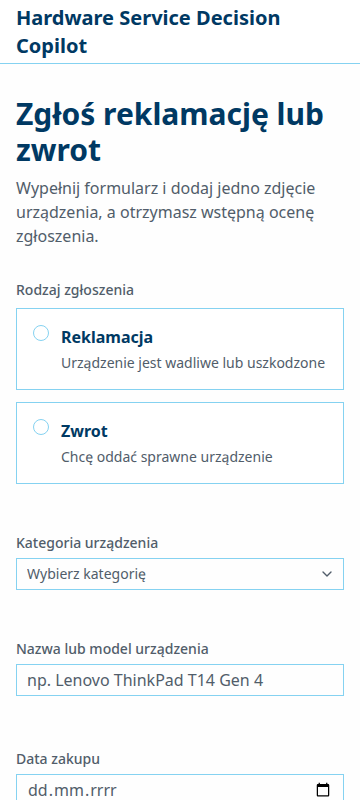 Hardware Service Decision
Copilot
Zgłoś reklamację lub
zwrot
Wypełnij formularz i dodaj jedno zdjęcie
urządzenia, a otrzymasz wstępną ocenę
zgłoszenia.
Rodzaj zgłoszenia
Reklamacja
Urządzenie jest wadliwe lub uszkodzone
Zwrot
Chcę oddać sprawne urządzenie
Kategoria urządzenia
Wybierz kategorię
Nazwa lub model urządzenia
np. Lenovo ThinkPad T14 Gen 4
Data zakupu
dd.mm.rrrr